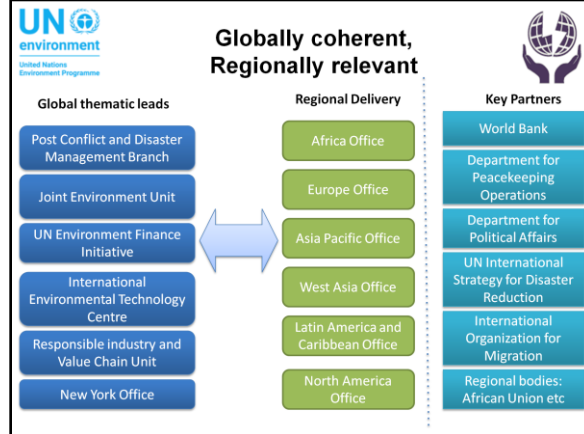 UN
environment
United Nations
Environment Programme
Globally coherent,
Regionally relevant
Global thematic leads
Post Conflict and Disaster
Management Branch
Joint Environment Unit
UN Environment Finance
Initiative
International
Environmental Technology
Centre
Responsible industry and
Value Chain Unit
New York Office
Regional Delivery
Africa Office
Europe Office
Asia Pacific Office
West Asia Office
Latin America and
Caribbean Office
North America
Office
Key Partners
World Bank
Department for
Peacekeeping
Operations
Department for
Political Affairs
UN International
Strategy for Disaster
Reduction
International
Organization for
Migration
Regional bodies:
African Union etc